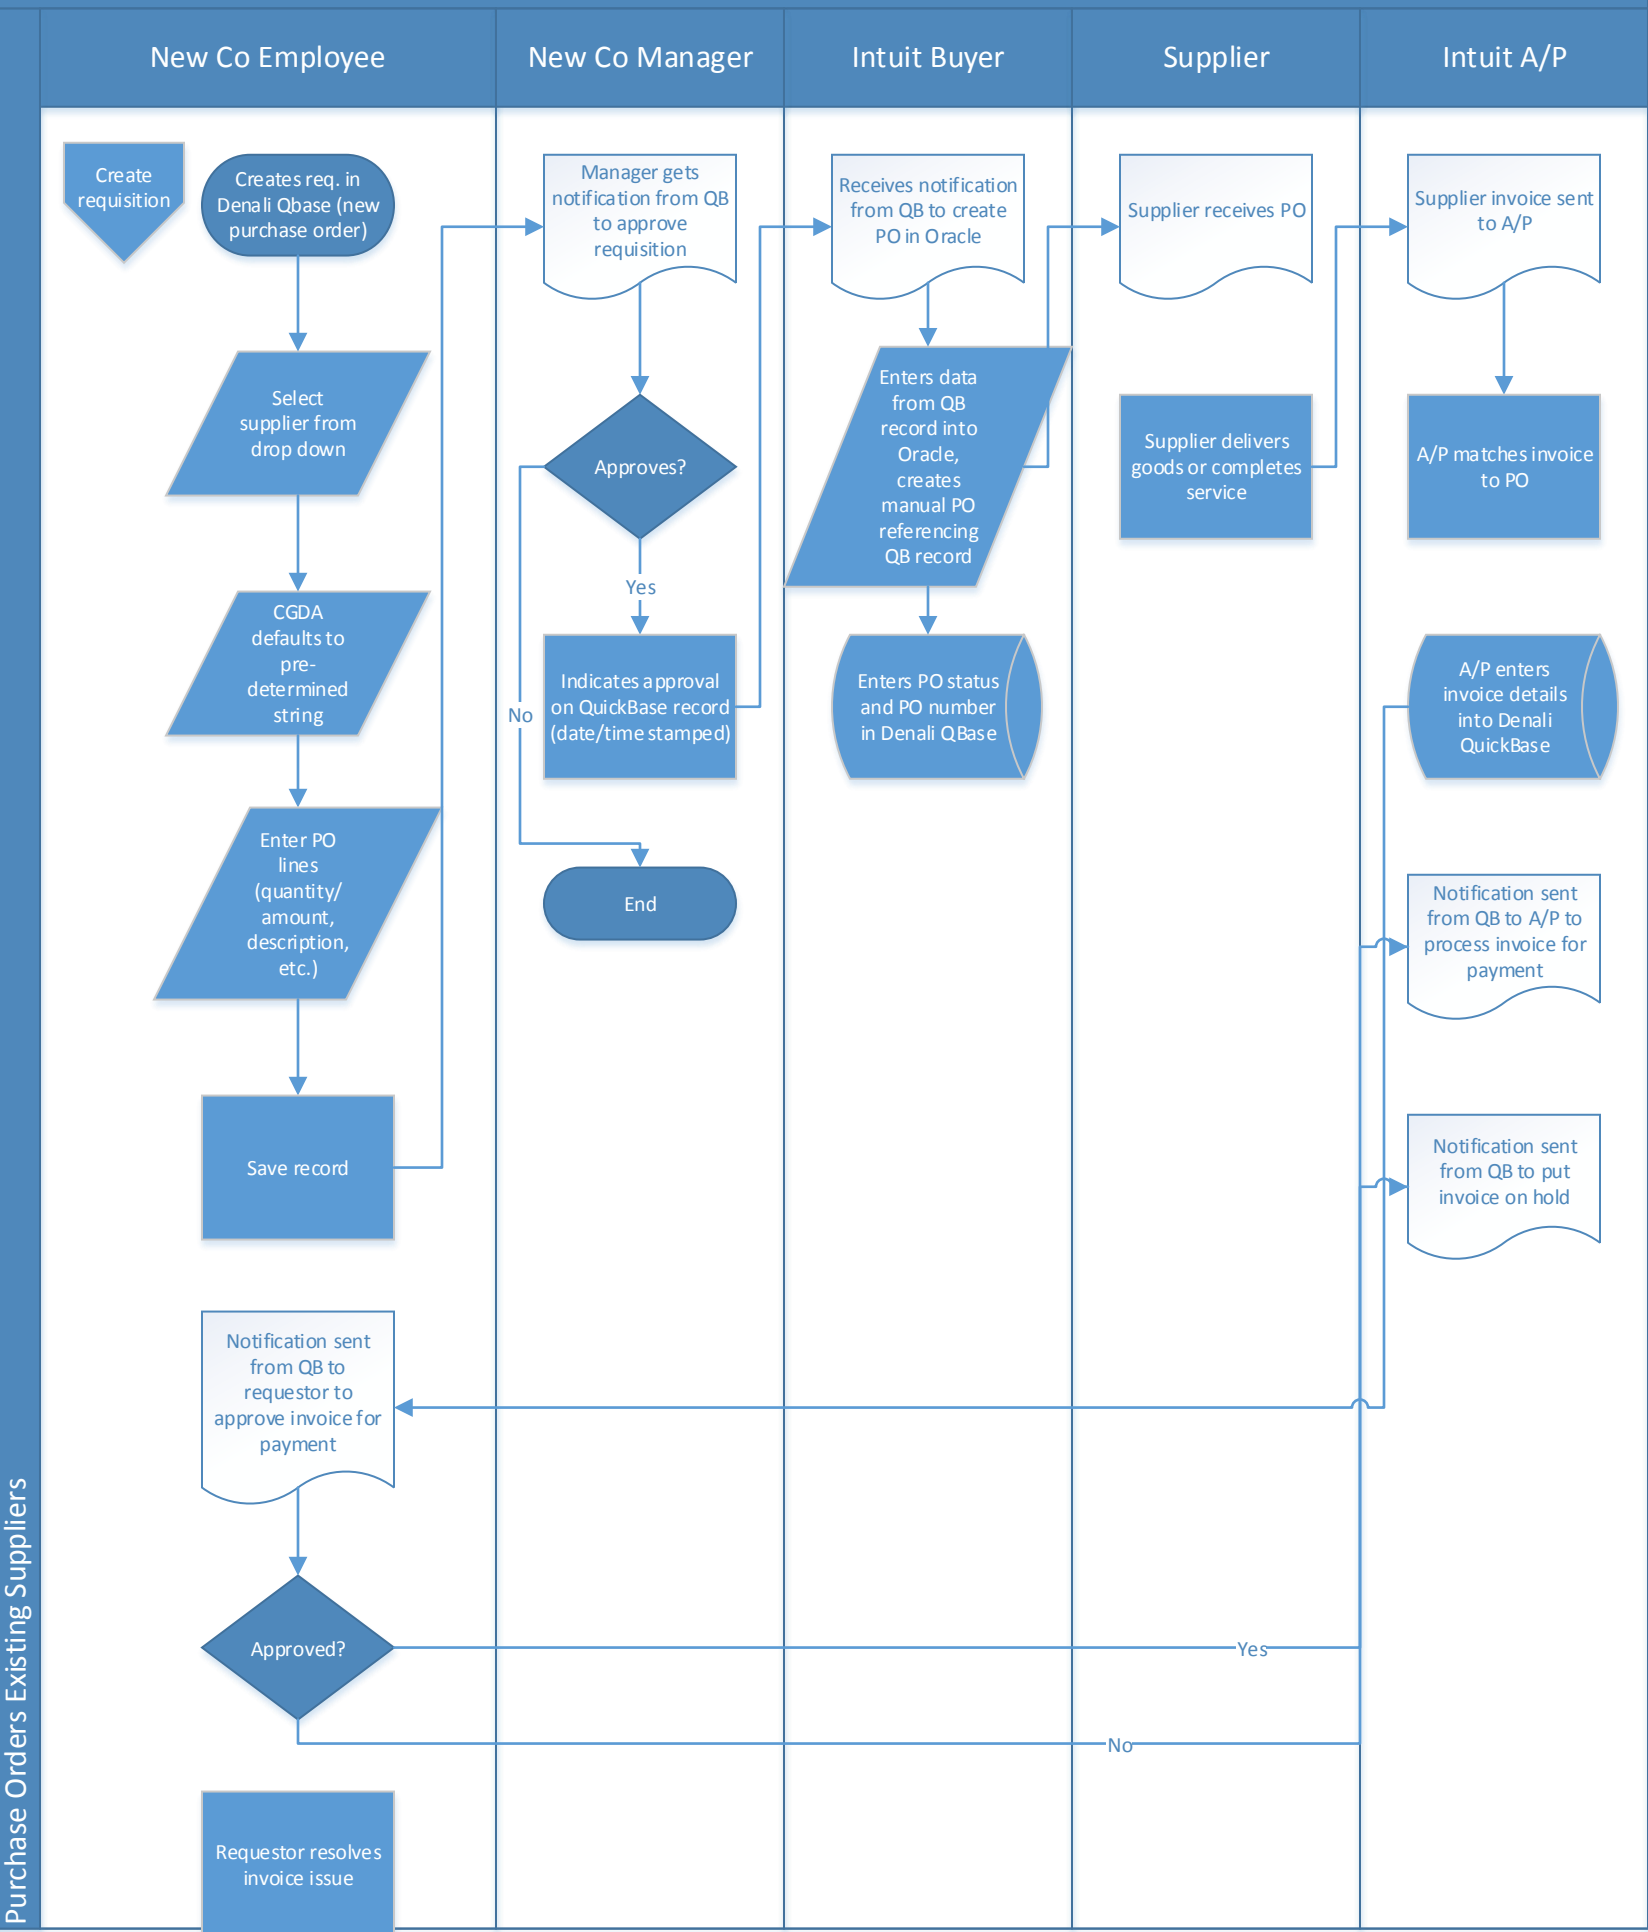 New Co Employee
New Co Manager
Intuit Buyer
Supplier
Intuit A/P
Purchase Orders Existing Suppliers
Create
requisition
Creates req. in
Denali Qbase (new
purchase order)
Select
supplier from
drop down
CGDA
defaults to
pre-
determined
string
Enter PO
lines
(quantity/
amount,
description,
etc.)
Save record
Notification sent
from QB to
requestor to
approve invoice for
payment
Approved?
Yes
No
Requestor resolves
invoice issue
Manager gets
notification from QB
to approve
requisition
Approves?
Yes
No
Indicates approval
on QuickBase record
(date/time stamped)
End
Receives notification
from QB to create
PO in Oracle
Enters data
from QB
record into
Oracle,
creates
manual PO
referencing
QB record
Enters PO status
and PO number
in Denali QBase
Supplier receives PO
Supplier delivers
goods or completes
service
Supplier invoice sent
to A/P
A/P matches invoice
to PO
A/P enters
invoice details
into Denali
QuickBase
Notification sent
from QB to A/P to
process invoice for
payment
Notification sent
from QB to put
invoice on hold